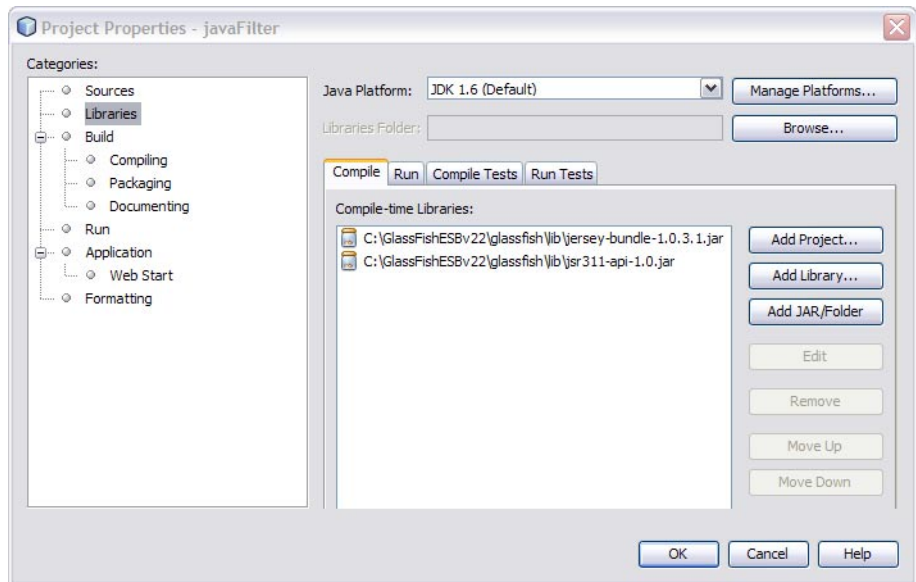 Project Properties - javaFilter
Categories:
Sources
Libraries
Build
Compiling
Packaging
Documenting
Run
Application
Web Start
Formatting
Java Platform: JDK 1.6 (Default) Manage Platforms...
Libraries Folder: Browse...
Compile Run Compile Tests Run Tests
Compile-time Libraries:
C:\GlassFishESBv22\glassfish\lib\jersey-bundle-1.0.3.1.jar
C:\GlassFishESBv22\glassfish\lib\jsr311-api-1.0.jar
Add Project...
Add Library...
Add JAR/Folder
Edit
Remove
Move Up
Move Down
OK Cancel Help